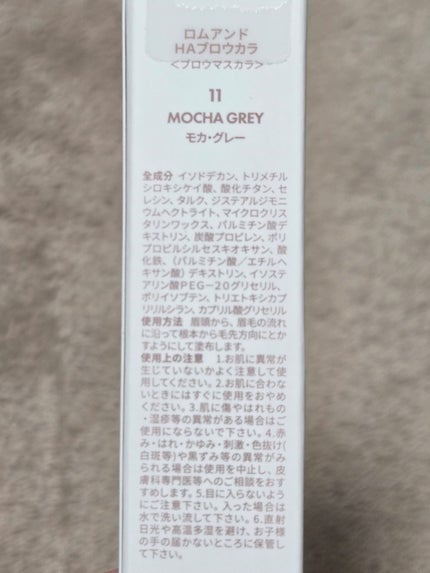 ロムアンド
HAブロウカラ
<ブロウマスカラ>
11
MOCHA GREY
モカ・グレー
全成分 イソドデカン、トリメチル
シロキシケイ酸、酸化チタン、セ
レシン、タルク、ジステアルジモニ
ウムヘクトライト、マイクロクリス
タリンワックス、パルミチン酸デ
キストリン、炭酸プロピレン、ポリ
プロピルシルセスキオキサン、酸
化鉄、（パルミチン酸／エチルヘ
キサン酸）デキストリン、イソステ
アリン酸PEG－20グリセリル、
ポリイソブテン、トリエトキシカプ
リリルシラン、カプリル酸グリセリル
使用方法 眉頭から、眉毛の流れ
に沿って根本から毛先方向にとか
すようにして塗布します。
使用上の注意 1.お肌に異常が
生じていないかよく注意して使
用してください。2.お肌に合わな
いときにはすぐに使用をおやめ
ください。3.肌に傷やはれもの
・湿疹等の異常がある場合はご
使用にならないで下さい。4.赤
み・はれ・かゆみ・刺激・色抜け(
白斑等)や黒ずみ等の異常がみ
られる場合は使用を中止し、皮
膚科専門医等へのご相談をおす
すめします。5.目に入らないよう
にご注意下さい。入った場合は
水で洗い流して下さい。6.直射
日光や高温多湿を避け、お子様
の手の届かないところに保管し
て下さい。